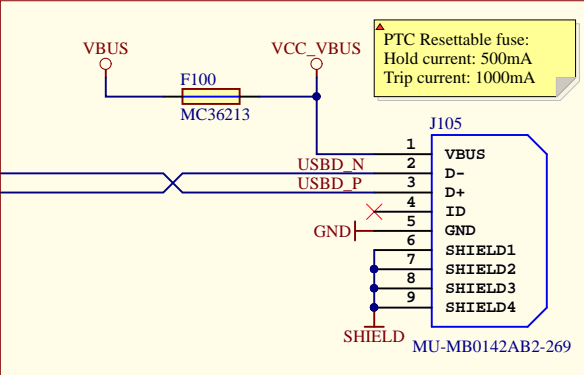 PTC Resettable fuse:
Hold current: 500mA
Trip current: 1000mA
VBUS
VCC_VBUS
F100
MC36213
J105
1 VBUS
USBD_N 2 D-
USBD_P 3 D+
4 ID
GND 5 GND
6 SHIELD1
7 SHIELD2
8 SHIELD3
9 SHIELD4
SHIELD
MU-MB0142AB2-269